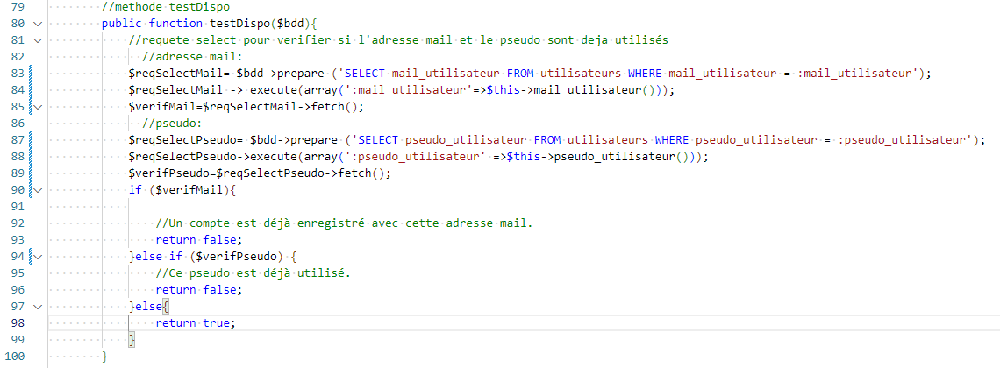 79 //methode testDispo
80 public function testDispo($bdd){
81 //requete select pour verifier si l'adresse mail et le pseudo sont deja utilisés
82 //adresse mail:
83 $reqSelectMail= $bdd->prepare ('SELECT mail_utilisateur FROM utilisateurs WHERE mail_utilisateur = :mail_utilisateur');
84 $reqSelectMail -> execute(array(':mail_utilisateur'=>$this->mail_utilisateur()));
85 $verifMail=$reqSelectMail->fetch();
86 //pseudo:
87 $reqSelectPseudo= $bdd->prepare ('SELECT pseudo_utilisateur FROM utilisateurs WHERE pseudo_utilisateur = :pseudo_utilisateur');
88 $reqSelectPseudo->execute(array(':pseudo_utilisateur' =>$this->pseudo_utilisateur()));
89 $verifPseudo=$reqSelectPseudo->fetch();
90 if ($verifMail){
91
92 //Un compte est déjà enregistré avec cette adresse mail.
93 return false;
94 }else if ($verifPseudo) {
95 //Ce pseudo est déjà utilisé.
96 return false;
97 }else{
98 return true;
99 }
100 }